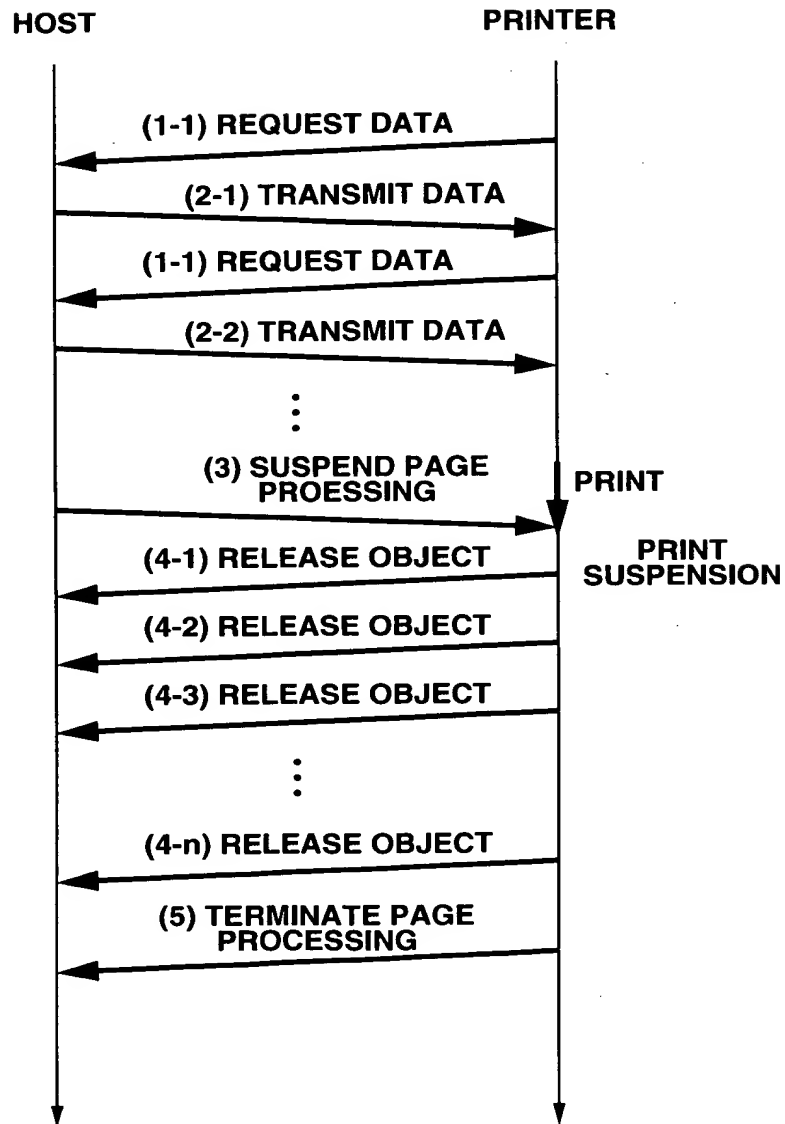 HOST
PRINTER
(1-1) REQUEST DATA
(2-1) TRANSMIT DATA
(1-1) REQUEST DATA
(2-2) TRANSMIT DATA
(3) SUSPEND PAGE
PROESSING
PRINT
PRINT
SUSPENSION
(4-1) RELEASE OBJECT
(4-2) RELEASE OBJECT
(4-3) RELEASE OBJECT
(4-n) RELEASE OBJECT
(5) TERMINATE PAGE
PROCESSING